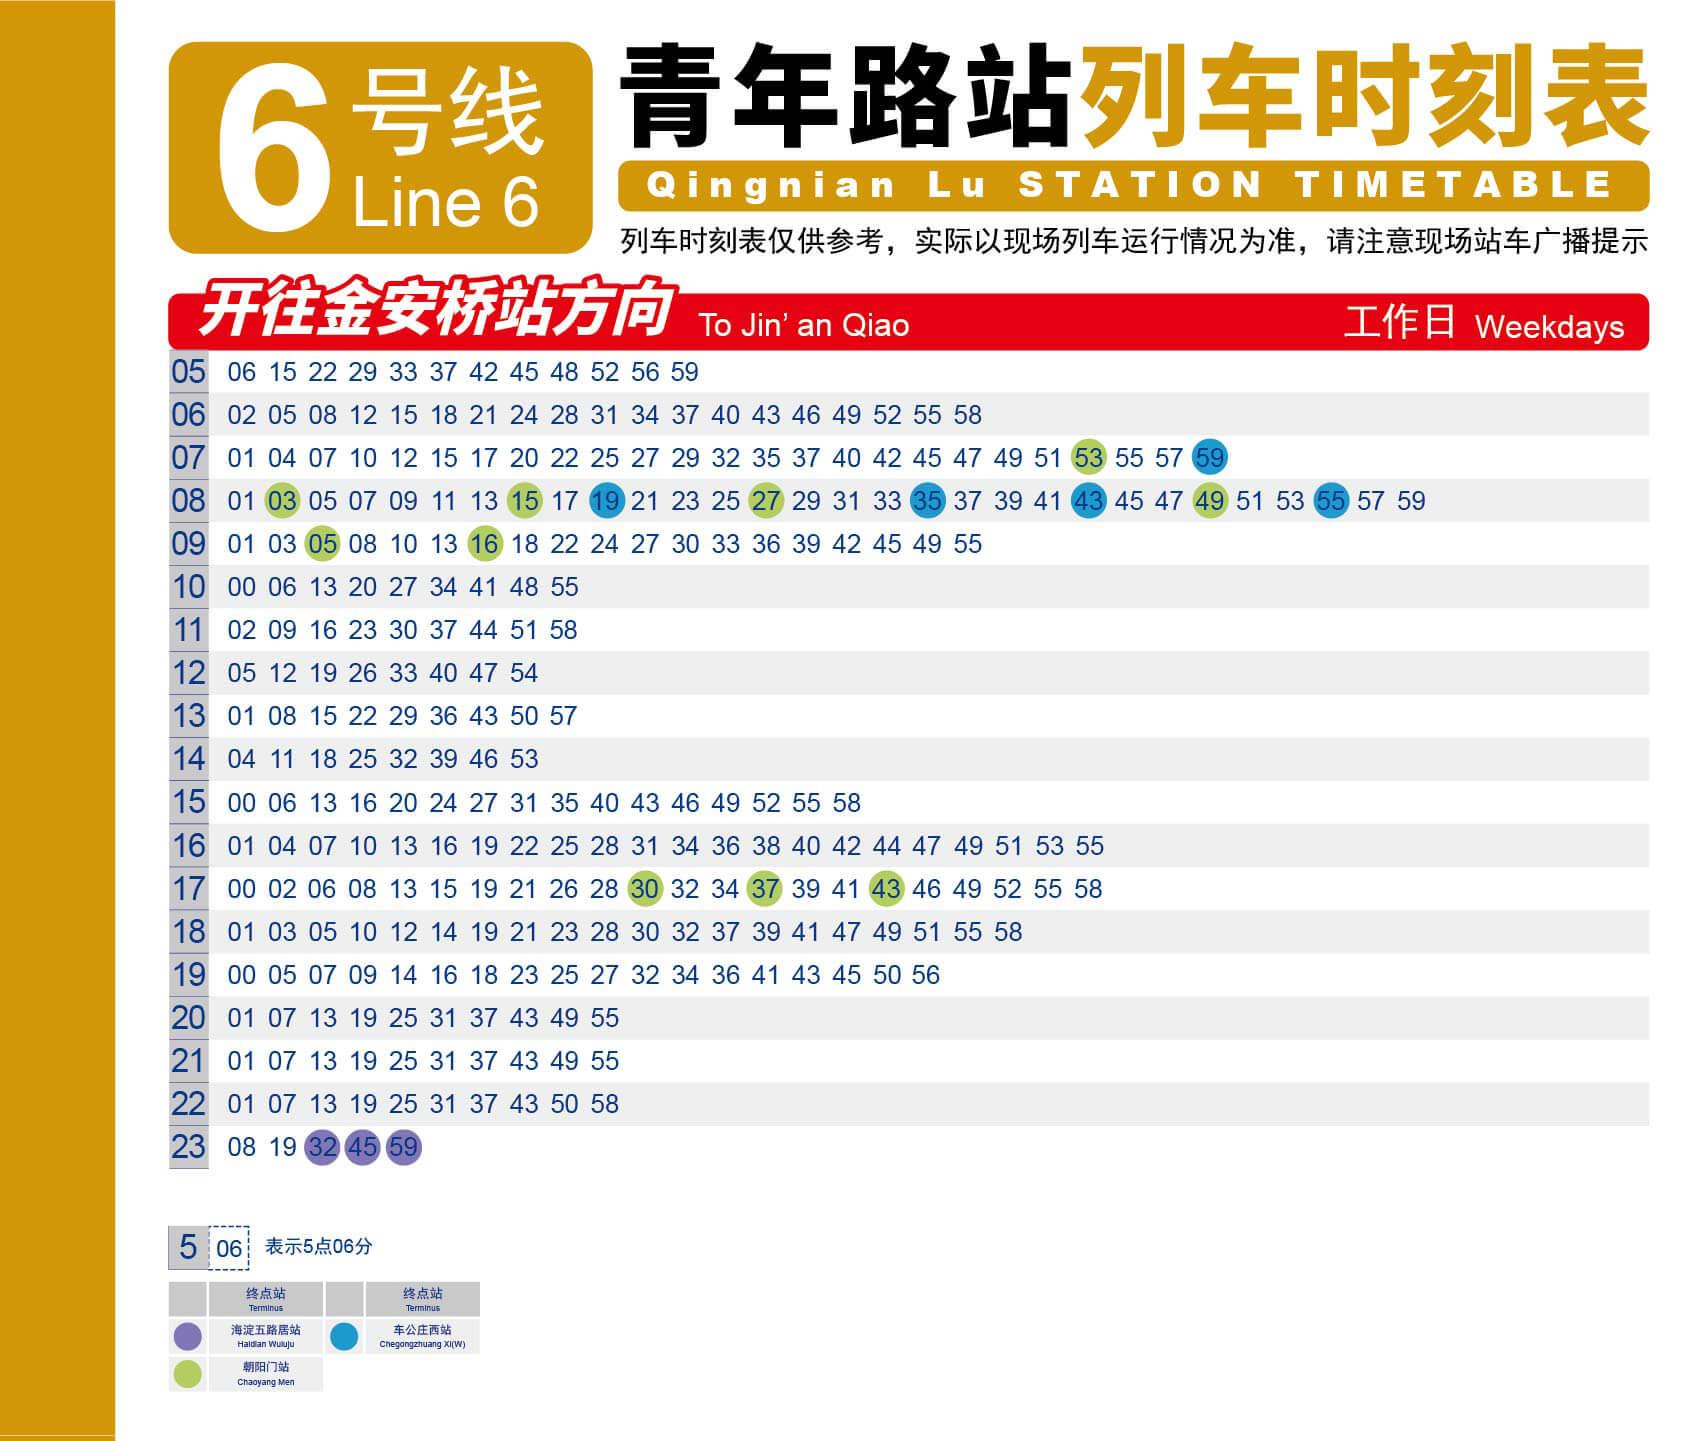 6号线
Line 6
青年路站列车时刻表
Qingnian Lu STATION TIMETABLE
列车时刻表仅供参考，实际以现场列车运行情况为准，请注意现场站车广播提示
开往金安桥站方向 To Jin’ an Qiao 工作日 Weekdays
05 06 15 22 29 33 37 42 45 48 52 56 59
06 02 05 08 12 15 18 21 24 28 31 34 37 40 43 46 49 52 55 58
07 01 04 07 10 12 15 17 20 22 25 27 29 32 35 37 40 42 45 47 49 51 53 55 57 59
08 01 03 05 07 09 11 13 15 17 19 21 23 25 27 29 31 33 35 37 39 41 43 45 47 49 51 53 55 57 59
09 01 03 05 08 10 13 16 18 22 24 27 30 33 36 39 42 45 49 55
10 00 06 13 20 27 34 41 48 55
11 02 09 16 23 30 37 44 51 58
12 05 12 19 26 33 40 47 54
13 01 08 15 22 29 36 43 50 57
14 04 11 18 25 32 39 46 53
15 00 06 13 16 20 24 27 31 35 40 43 46 49 52 55 58
16 01 04 07 10 13 16 19 22 25 28 31 34 36 38 40 42 44 47 49 51 53 55
17 00 02 06 08 13 15 19 21 26 28 30 32 34 37 39 41 43 46 49 52 55 58
18 01 03 05 10 12 14 19 21 23 28 30 32 37 39 41 47 49 51 55 58
19 00 05 07 09 14 16 18 23 25 27 32 34 36 41 43 45 50 56
20 01 07 13 19 25 31 37 43 49 55
21 01 07 13 19 25 31 37 43 49 55
22 01 07 13 19 25 31 37 43 50 58
23 08 19 32 45 59
5 06 表示5点06分
终点站 终点站
Terminus Terminus
海淀五路居站 车公庄西站
Haidian Wuluju Chegongzhuang Xi(W)
朝阳门站
Chaoyang Men